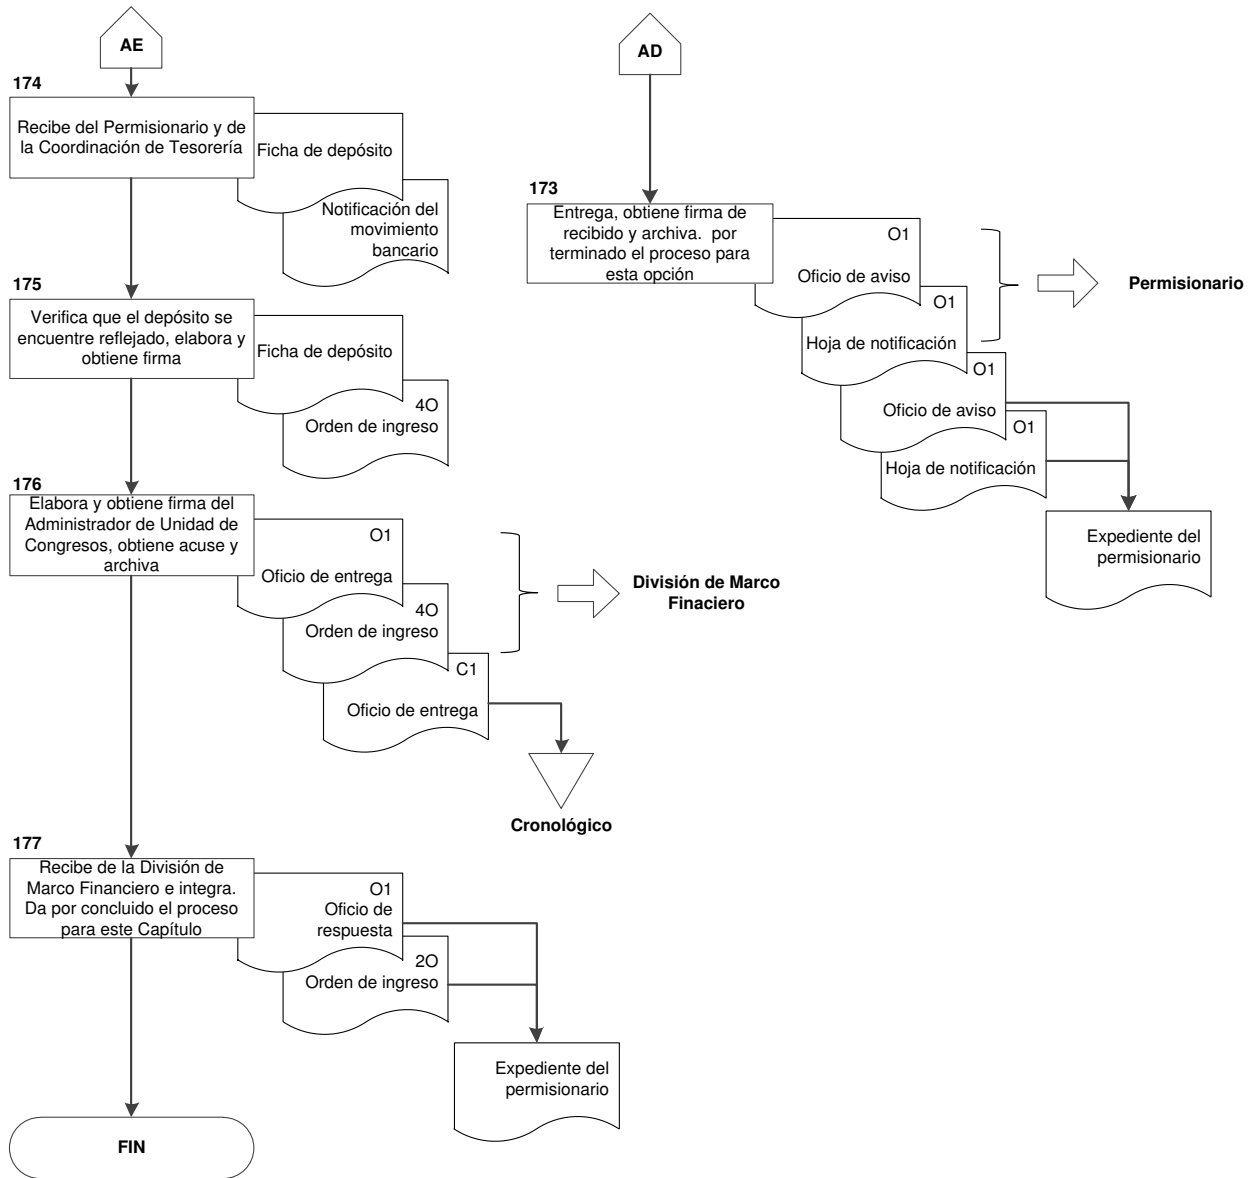 AE
174
Recibe del Permisionario y de
la Coordinación de Tesorería
Ficha de depósito
Notificación del
movimiento
bancario
175
Verifica que el depósito se
encuentre reflejado, elabora y
obtiene firma
Ficha de depósito
4O
Orden de ingreso
176
Elabora y obtiene firma del
Administrador de Unidad de
Congresos, obtiene acuse y
archiva
O1
Oficio de entrega
4O
Orden de ingreso
C1
Oficio de entrega
División de Marco
Finaciero
Cronológico
177
Recibe de la División de
Marco Financiero e integra.
Da por concluido el proceso
para este Capítulo
O1
Oficio de
respuesta
2O
Orden de ingreso
Expediente del
permisionario
FIN
AD
173
Entrega, obtiene firma de
recibido y archiva.  por
terminado el proceso para
esta opción
O1
Oficio de aviso
O1
Hoja de notificación
O1
Oficio de aviso
O1
Hoja de notificación
Permisionario
Expediente del
permisionario